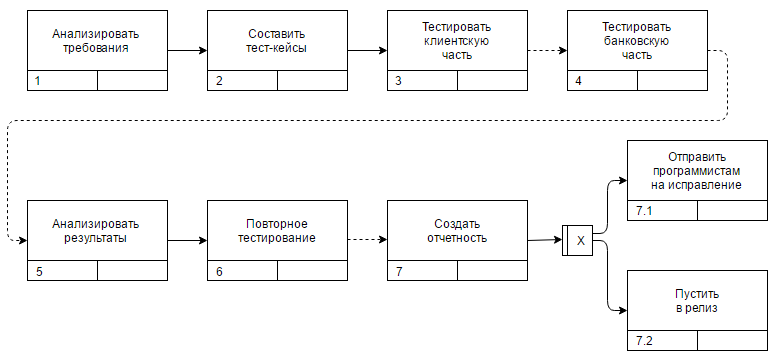 Анализировать
требования
1
Составить
тест-кейсы
2
Тестировать
клиентскую
часть
3
Тестировать
банковскую
часть
4
Анализировать
результаты
5
Повторное
тестирование
6
Создать
отчетность
7
X
Отправить
программистам
на исправление
7.1
Пустить
в релиз
7.2